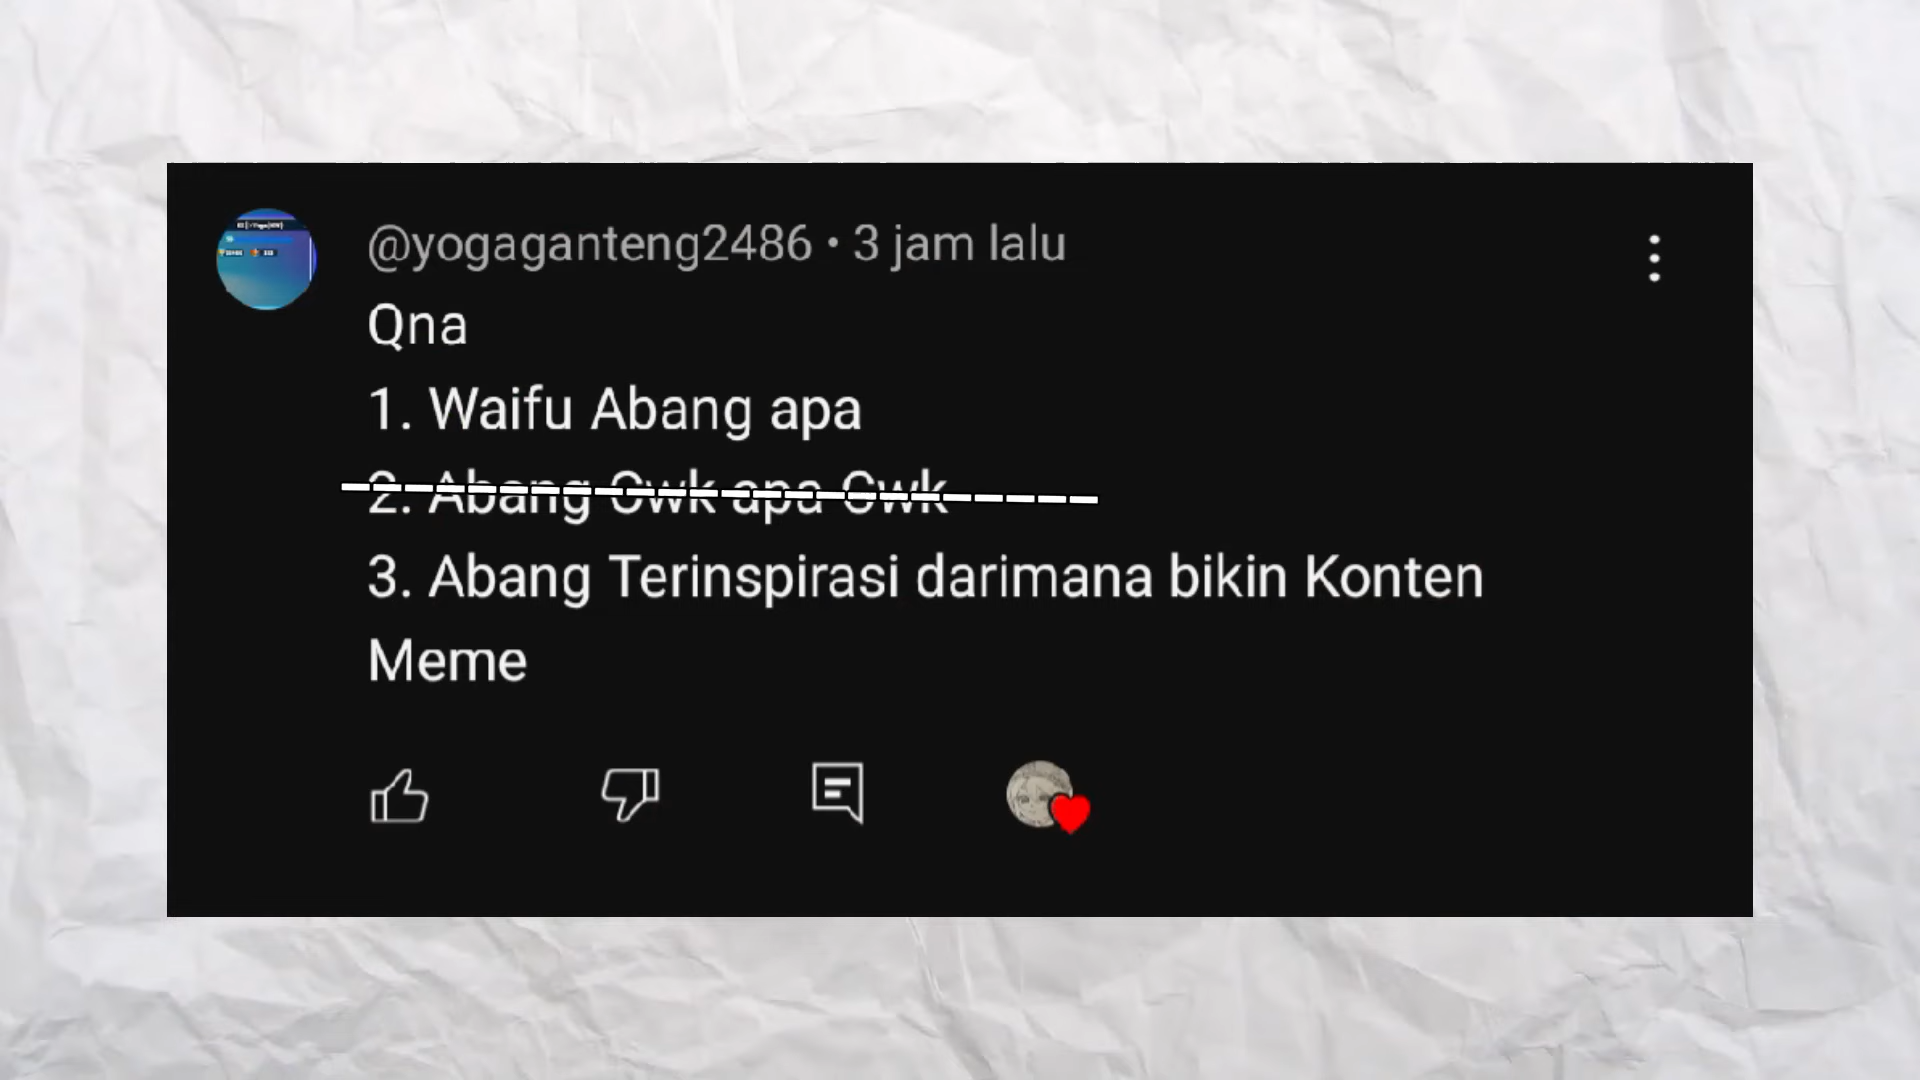 @yogaganteng2486 • 3 jam lalu
Qna
1. Waifu Abang apa
2. Abang Cwk apa Cwk
3. Abang Terinspirasi darimana bikin Konten
Meme